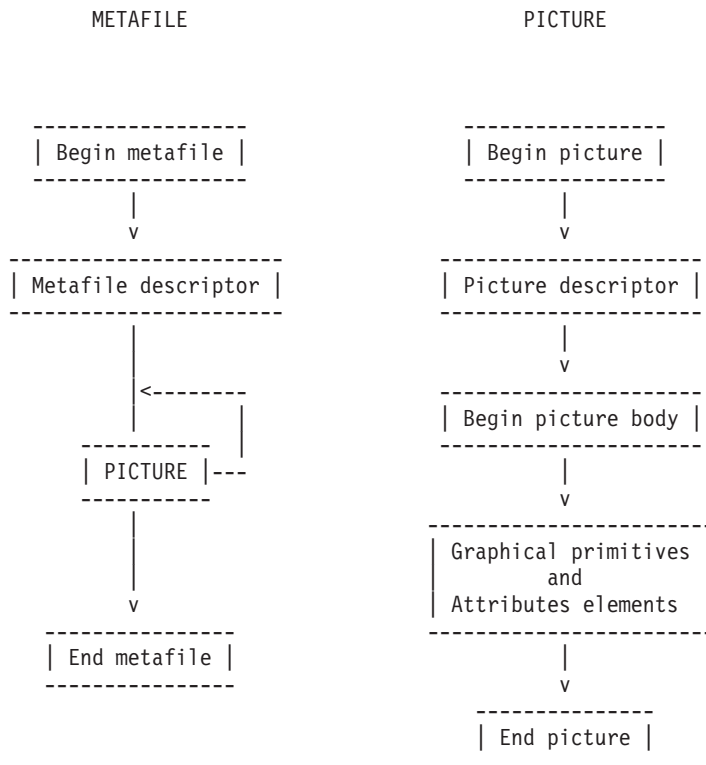 METAFILE
PICTURE
Begin metafile
Begin picture
Metafile descriptor
Picture descriptor
Begin picture body
PICTURE
Graphical primitives
and
Attributes elements
End metafile
End picture